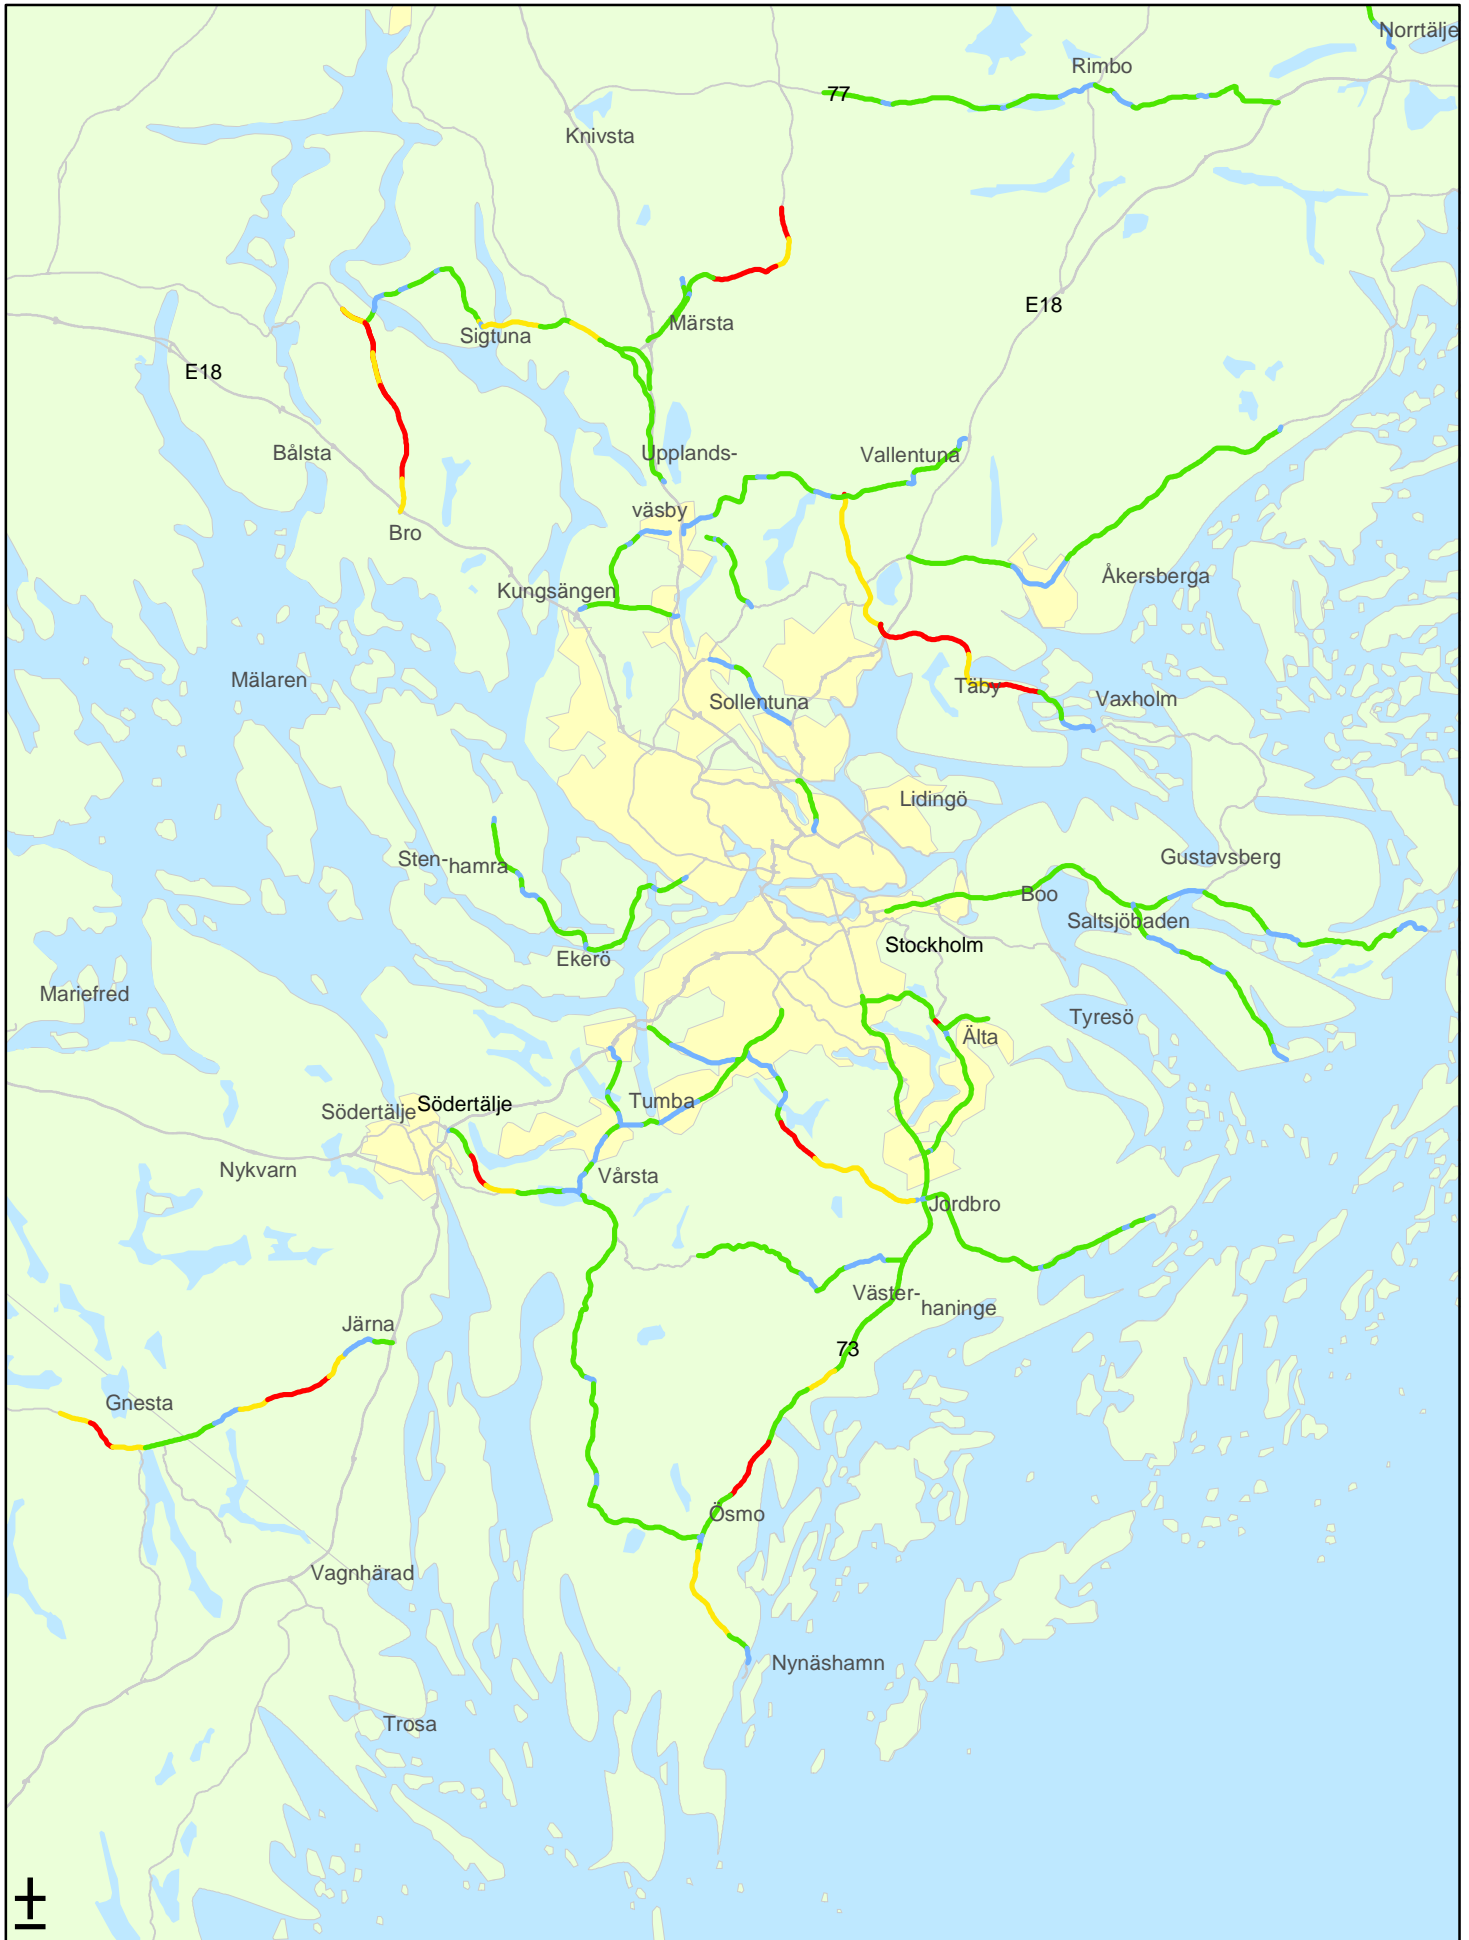 Norrtälje
Rimbo
77
Knivsta
E18
Märsta
Sigtuna
E18
Bålsta
Upplands-
väsby
Vallentuna
Bro
Åkersberga
Kungsängen
Mälaren
Täby
Vaxholm
Sollentuna
Lidingö
Sten-hamra
Gustavsberg
Boo
Saltsjöbaden
Stockholm
Ekerö
Mariefred
Tyresö
Älta
Tumba
Södertälje
Södertälje
Nykvarn
Vårsta
Jordbro
Väster-
haninge
Järna
73
Gnesta
Ösmo
Vagnhärad
Nynäshamn
Trosa
±